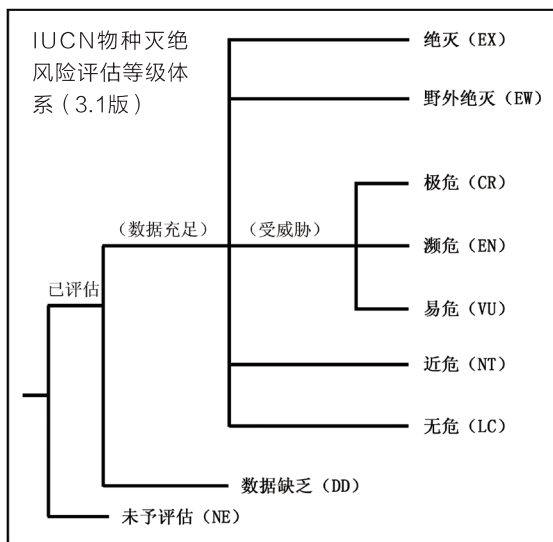 IUCN物种灭绝
风险评估等级体
系（3.1版）
绝灭（EX）
野外绝灭（EW）
极危（CR）
（数据充足）
（受威胁）
濒危（EN）
已评估
易危（VU）
近危（NT）
无危（LC）
数据缺乏（DD）
未予评估（NE）